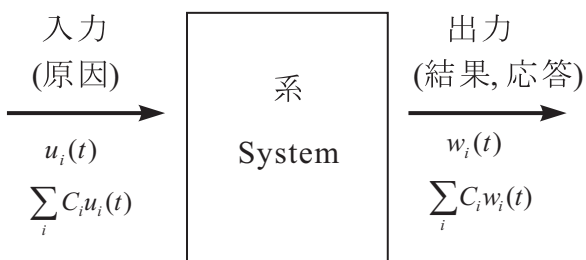 入力
(原因)
u_i(t)
∑_i C_i u_i(t)
系
System
出力
(結果, 応答)
w_i(t)
∑_i C_i w_i(t)